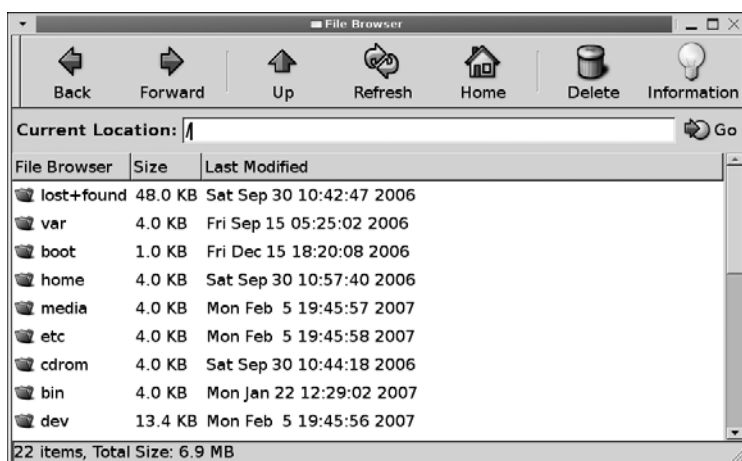 File Browser
Back Forward Up Refresh Home Delete Information
Current Location: / Go
File Browser Size Last Modified
lost+found 48.0 KB Sat Sep 30 10:42:47 2006
var 4.0 KB Fri Sep 15 05:25:02 2006
boot 1.0 KB Fri Dec 15 18:20:08 2006
home 4.0 KB Sat Sep 30 10:57:40 2006
media 4.0 KB Mon Feb 5 19:45:57 2007
etc 4.0 KB Mon Feb 5 19:45:58 2007
cdrom 4.0 KB Sat Sep 30 10:44:18 2006
bin 4.0 KB Mon Jan 22 12:29:02 2007
dev 13.4 KB Mon Feb 5 19:45:56 2007
22 items, Total Size: 6.9 MB